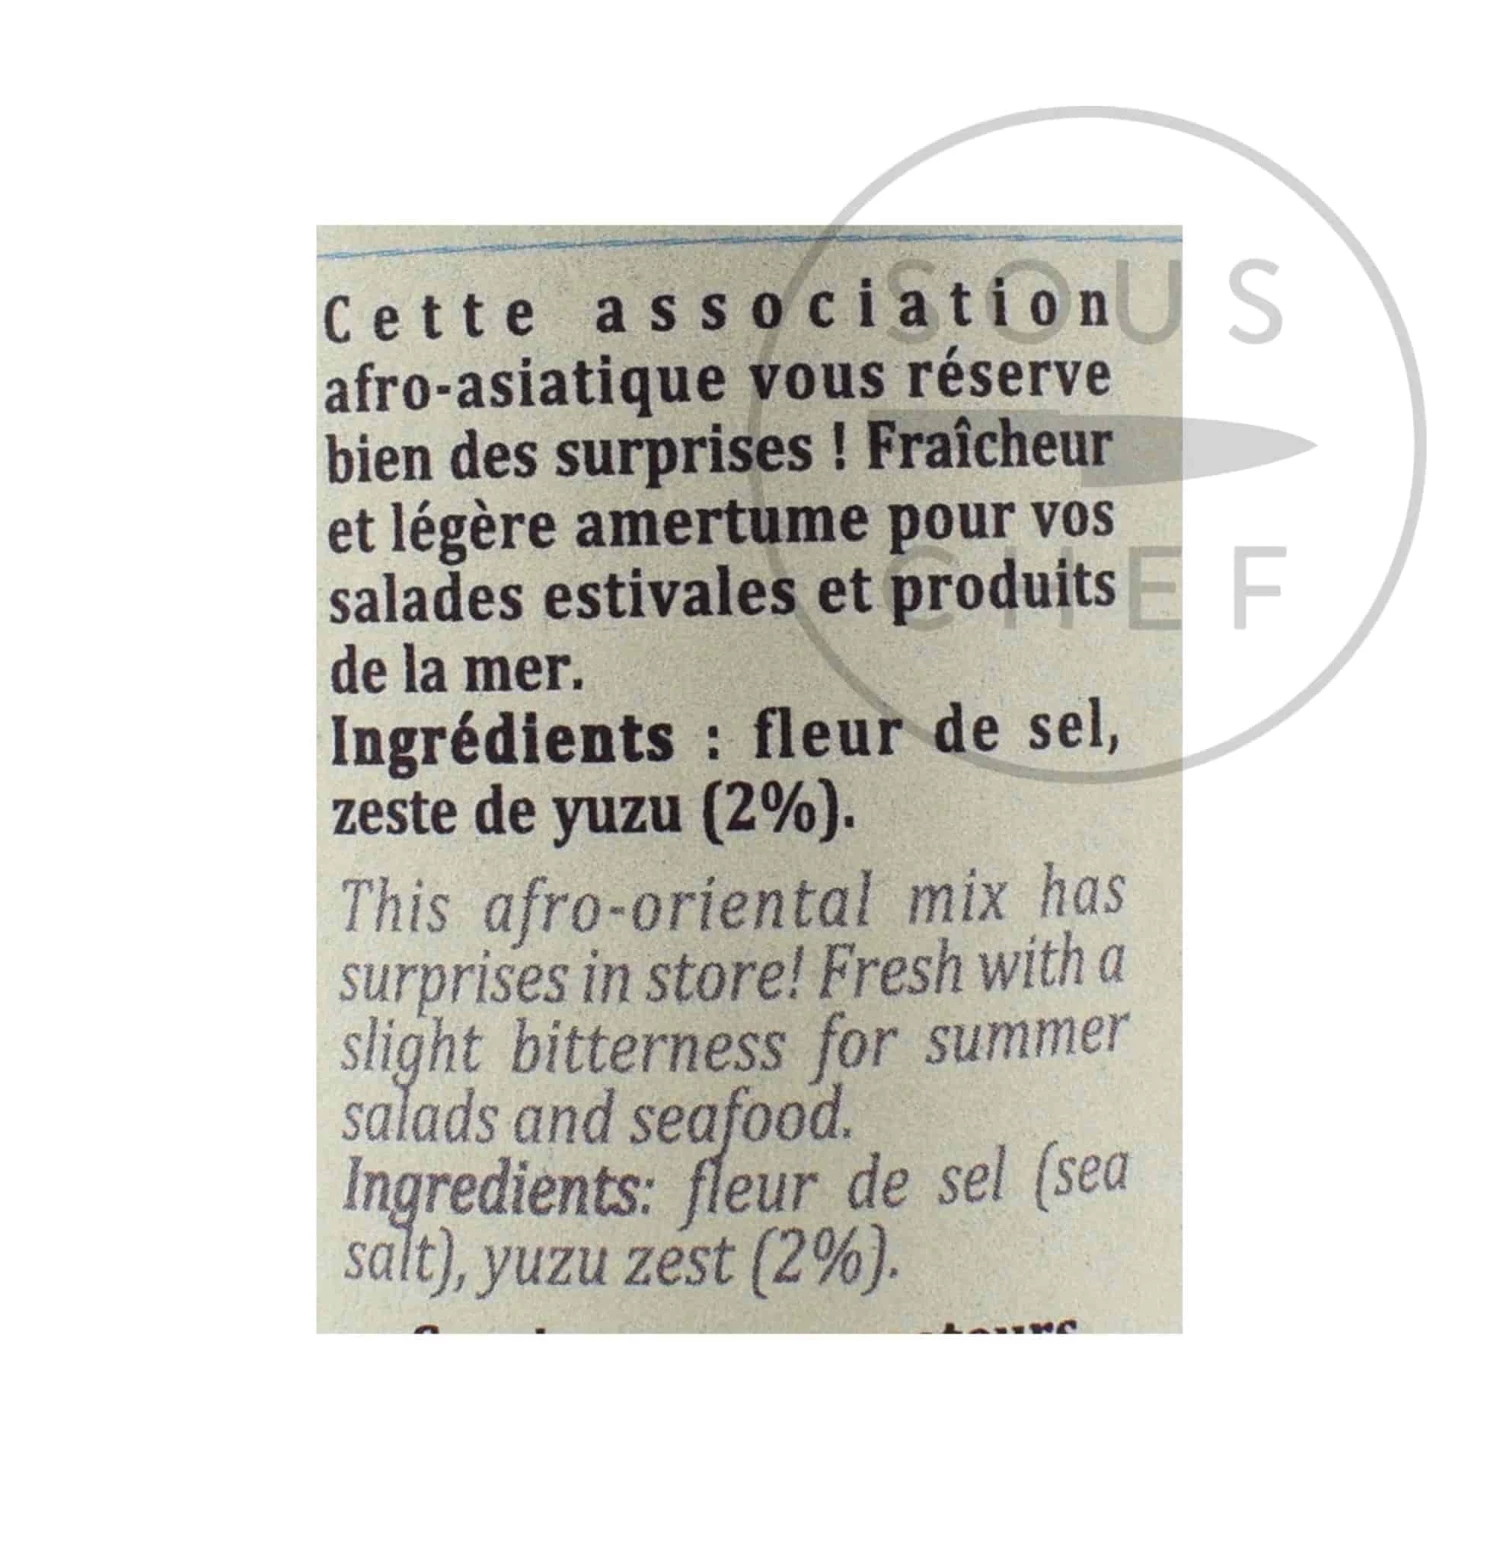 SOUS
CHEF
Cette association
afro-asiatique vous réserve
bien des surprises ! Fraîcheur
et légère amertume pour vos
salades estivales et produits
de la mer.
Ingrédients : fleur de sel,
zeste de yuzu (2%).
This afro-oriental mix has
surprises in store! Fresh with a
slight bitterness for summer
salads and seafood.
Ingredients: fleur de sel (sea
salt), yuzu zest (2%).